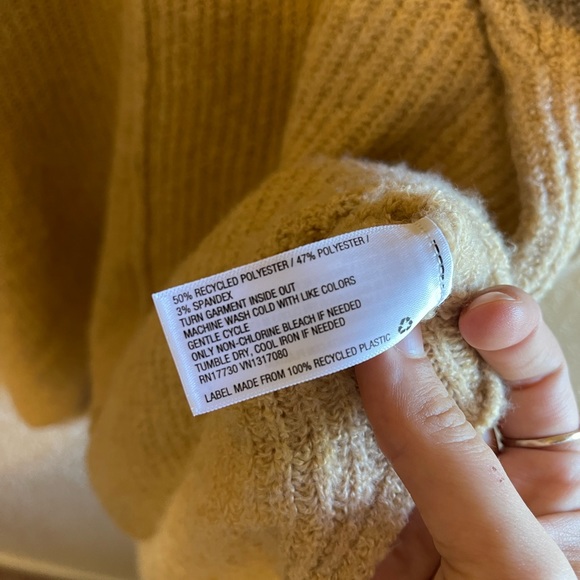 50% RECYCLED POLYESTER / 47% POLYESTER /
3% SPANDEX
TURN GARMENT INSIDE OUT
MACHINE WASH COLD WITH LIKE COLORS
GENTLE CYCLE
ONLY NON-CHLORINE BLEACH IF NEEDED
TUMBLE DRY, COOL IRON IF NEEDED
RN17730 VN1317080
LABEL MADE FROM 100% RECYCLED PLASTIC